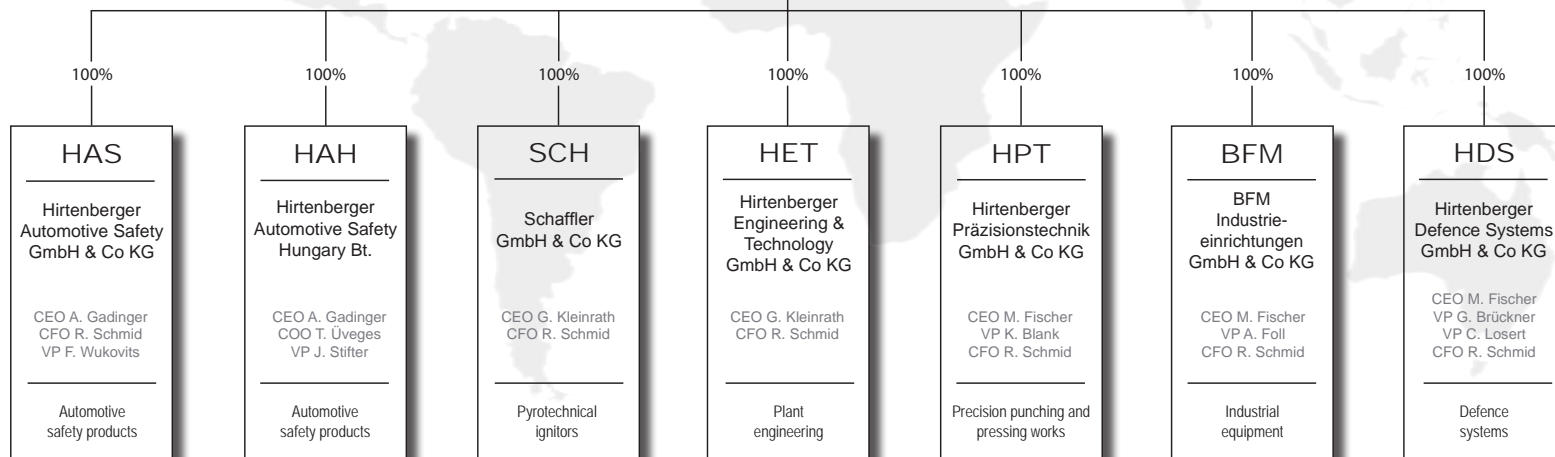 100%
100%
100%
100%
100%
100%
100%
HAS
Hirtenberger
Automotive Safety
GmbH & Co KG
CEO A. Gadinger
CFO R. Schmid
VP F. Wukovits
Automotive
safety products
HAH
Hirtenberger
Automotive Safety
Hungary Bt.
CEO A. Gadinger
COO T. Üveges
VP J. Stifter
Automotive
safety products
SCH
Schaffler
GmbH & Co KG
CEO G. Kleinrath
CFO R. Schmid
Pyrotechnical
ignitors
HET
Hirtenberger
Engineering &
Technology
GmbH & Co KG
CEO G. Kleinrath
CFO R. Schmid
Plant
engineering
HPT
Hirtenberger
Präzisionstechnik
GmbH & Co KG
CEO M. Fischer
VP K. Blank
CFO R. Schmid
Precision punching and
pressing works
BFM
BFM
Industrie-
einrichtungen
GmbH & Co KG
CEO M. Fischer
VP A. Foll
CFO R. Schmid
Industrial
equipment
HDS
Hirtenberger
Defence Systems
GmbH & Co KG
CEO M. Fischer
VP G. Brückner
VP C. Losert
CFO R. Schmid
Defence
systems